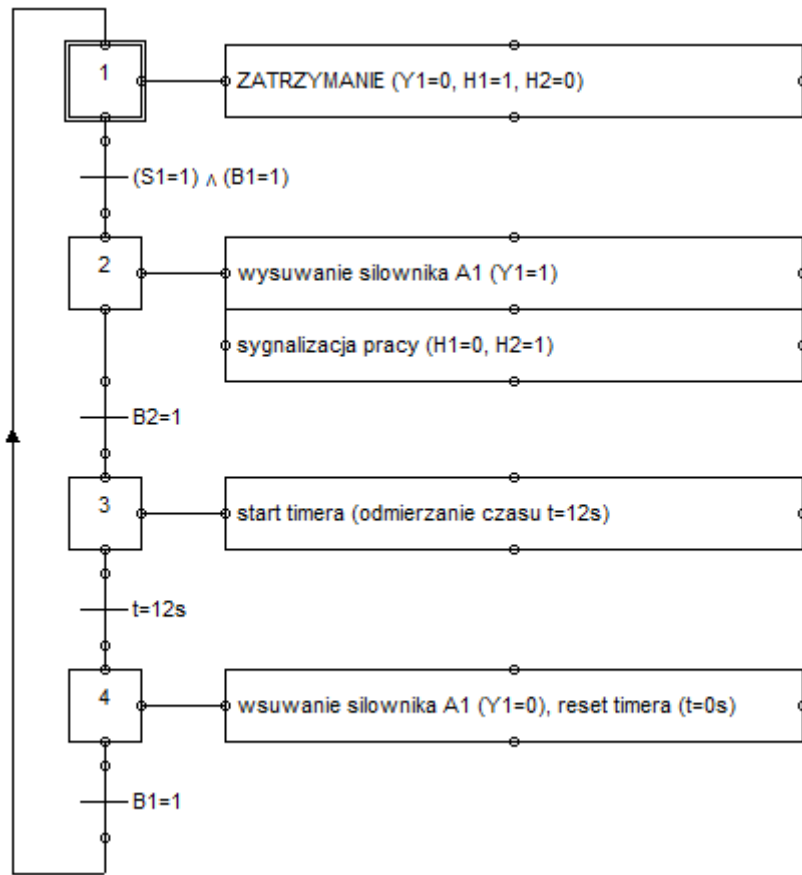 1
ZATRZYMANIE (Y1=0, H1=1, H2=0)
(S1=1) ∧ (B1=1)
2
wysuwanie silownika A1 (Y1=1)
sygnalizacja pracy (H1=0, H2=1)
B2=1
3
start timera (odmierzanie czasu t=12s)
t=12s
4
wsuwanie silownika A1 (Y1=0), reset timera (t=0s)
B1=1